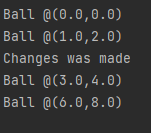 Ball @(0.0,0.0)
Ball @(1.0,2.0)
Changes was made
Ball @(3.0,4.0)
Ball @(6.0,8.0)